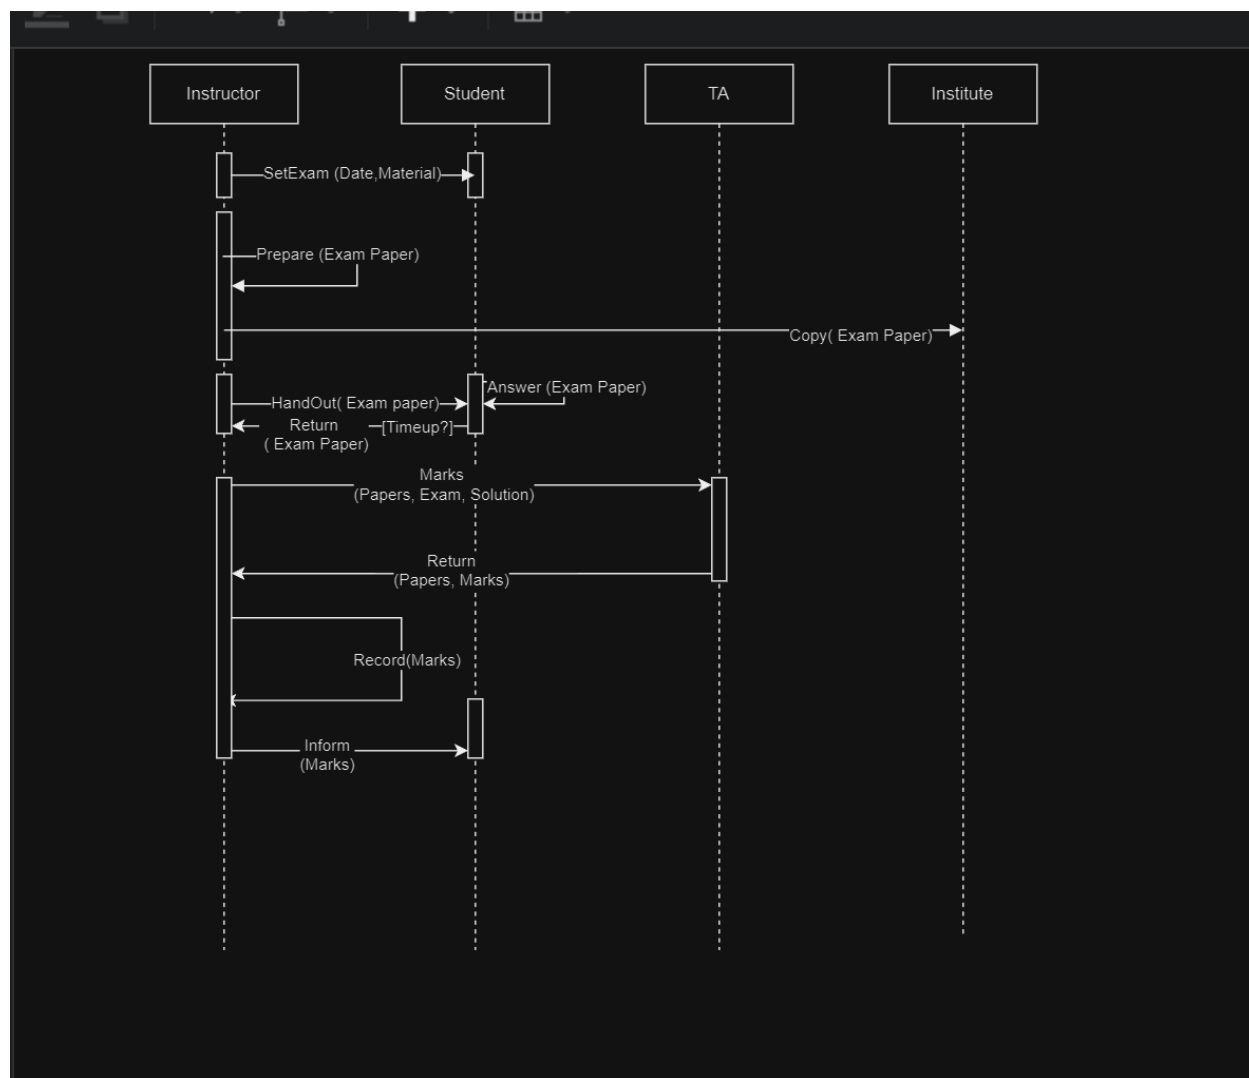 Instructor
Student
TA
Institute
SetExam (Date,Material)
Prepare (Exam Paper)
Copy( Exam Paper)
Answer (Exam Paper)
HandOut( Exam paper)
Return
( Exam Paper)
[Timeup?]
Marks
(Papers, Exam, Solution)
Return
(Papers, Marks)
Record(Marks)
Inform
(Marks)